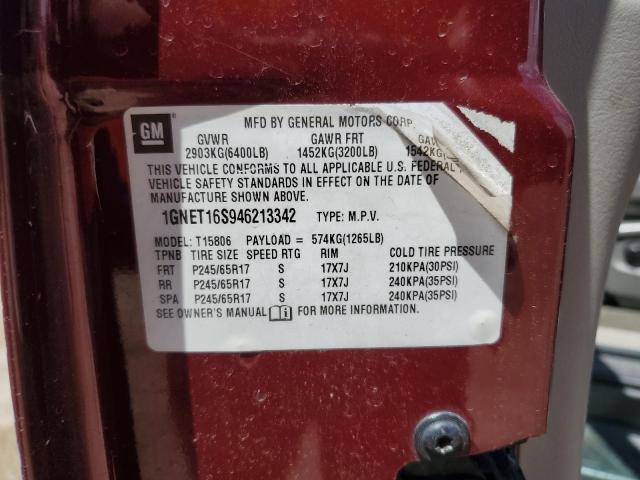 GM
MFD BY GENERAL MOTORS CORP
GVWR GAWR FRT
2903KG(6400LB) 1452KG(3200LB) 1542KG(
THIS VEHICLE CONFORMS TO ALL APPLICABLE U.S. FEDERAL
VEHICLE SAFETY STANDARDS IN EFFECT ON THE DATE OF
MANUFACTURE SHOWN ABOVE.
1GNET16S946213342 TYPE: M.P.V.
MODEL: T15806 PAYLOAD = 574KG(1265LB)
TPNB TIRE SIZE SPEED RTG RIM COLD TIRE PRESSURE
FRT P245/65R17 S 17X7J 210KPA(30PSI)
RR P245/65R17 S 17X7J 240KPA(35PSI)
SPA P245/65R17 S 17X7J 240KPA(35PSI)
SEE OWNER'S MANUAL i FOR MORE INFORMATION.